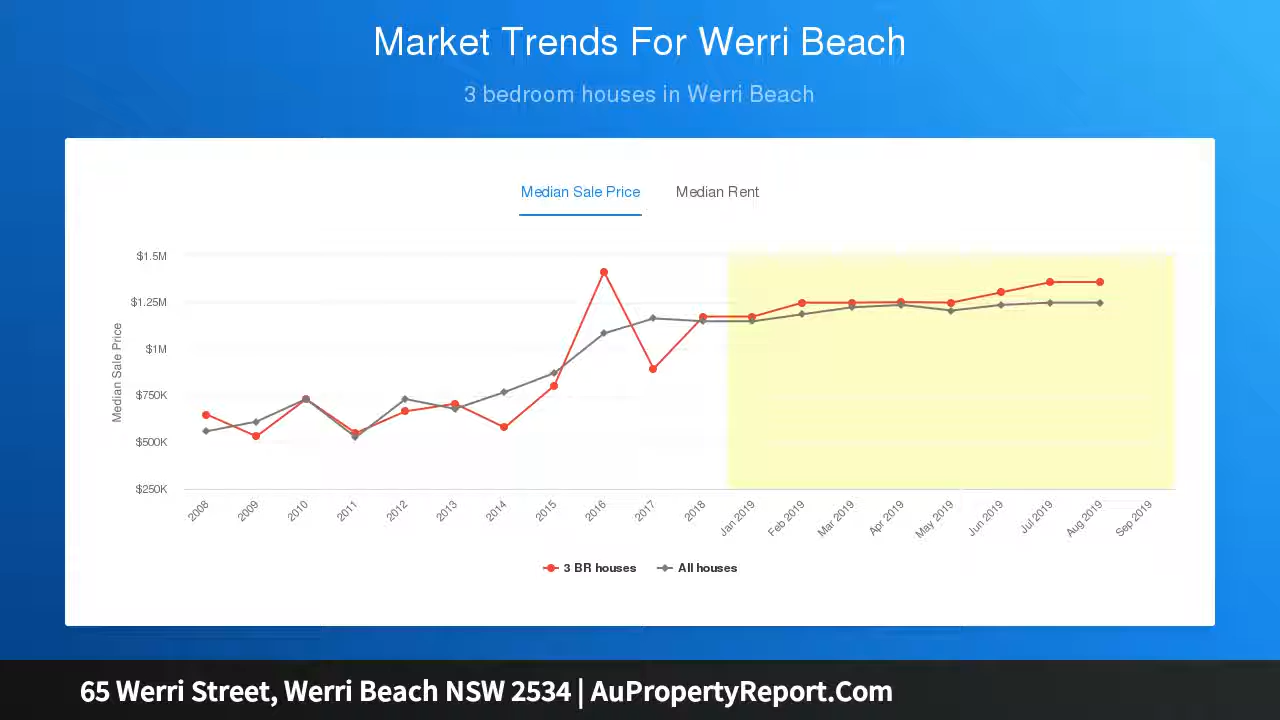 Market Trends For Werri Beach
3 bedroom houses in Werri Beach
Median Sale Price Median Rent
$1.5M
$1.25M
$1M
$750K
$500K
$250K
Median Sale Price
2008 2009 2010 2011 2012 2013 2014 2015 2016 2017 2018 Jan 2019 Feb 2019 Mar 2019 Apr 2019 May 2019 Jun 2019 Jul 2019 Aug 2019 Sep 2019
3 BR houses All houses
65 Werri Street, Werri Beach NSW 2534 | AuPropertyReport.Com